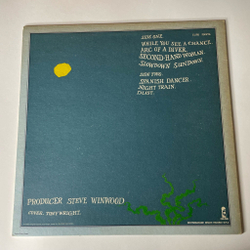 SIDE ONE
WHILE YOU SEE A CHANCE.
ARC OF A DIVER.
SECOND-HAND WOMAN.
SLOWDOWN SUNDOWN
SIDE TWO.
SPANISH DANCER.
NIGHT TRAIN.
DUST.
PRODUCER STEVE WINWOOD
COVER. TONY WRIGHT.